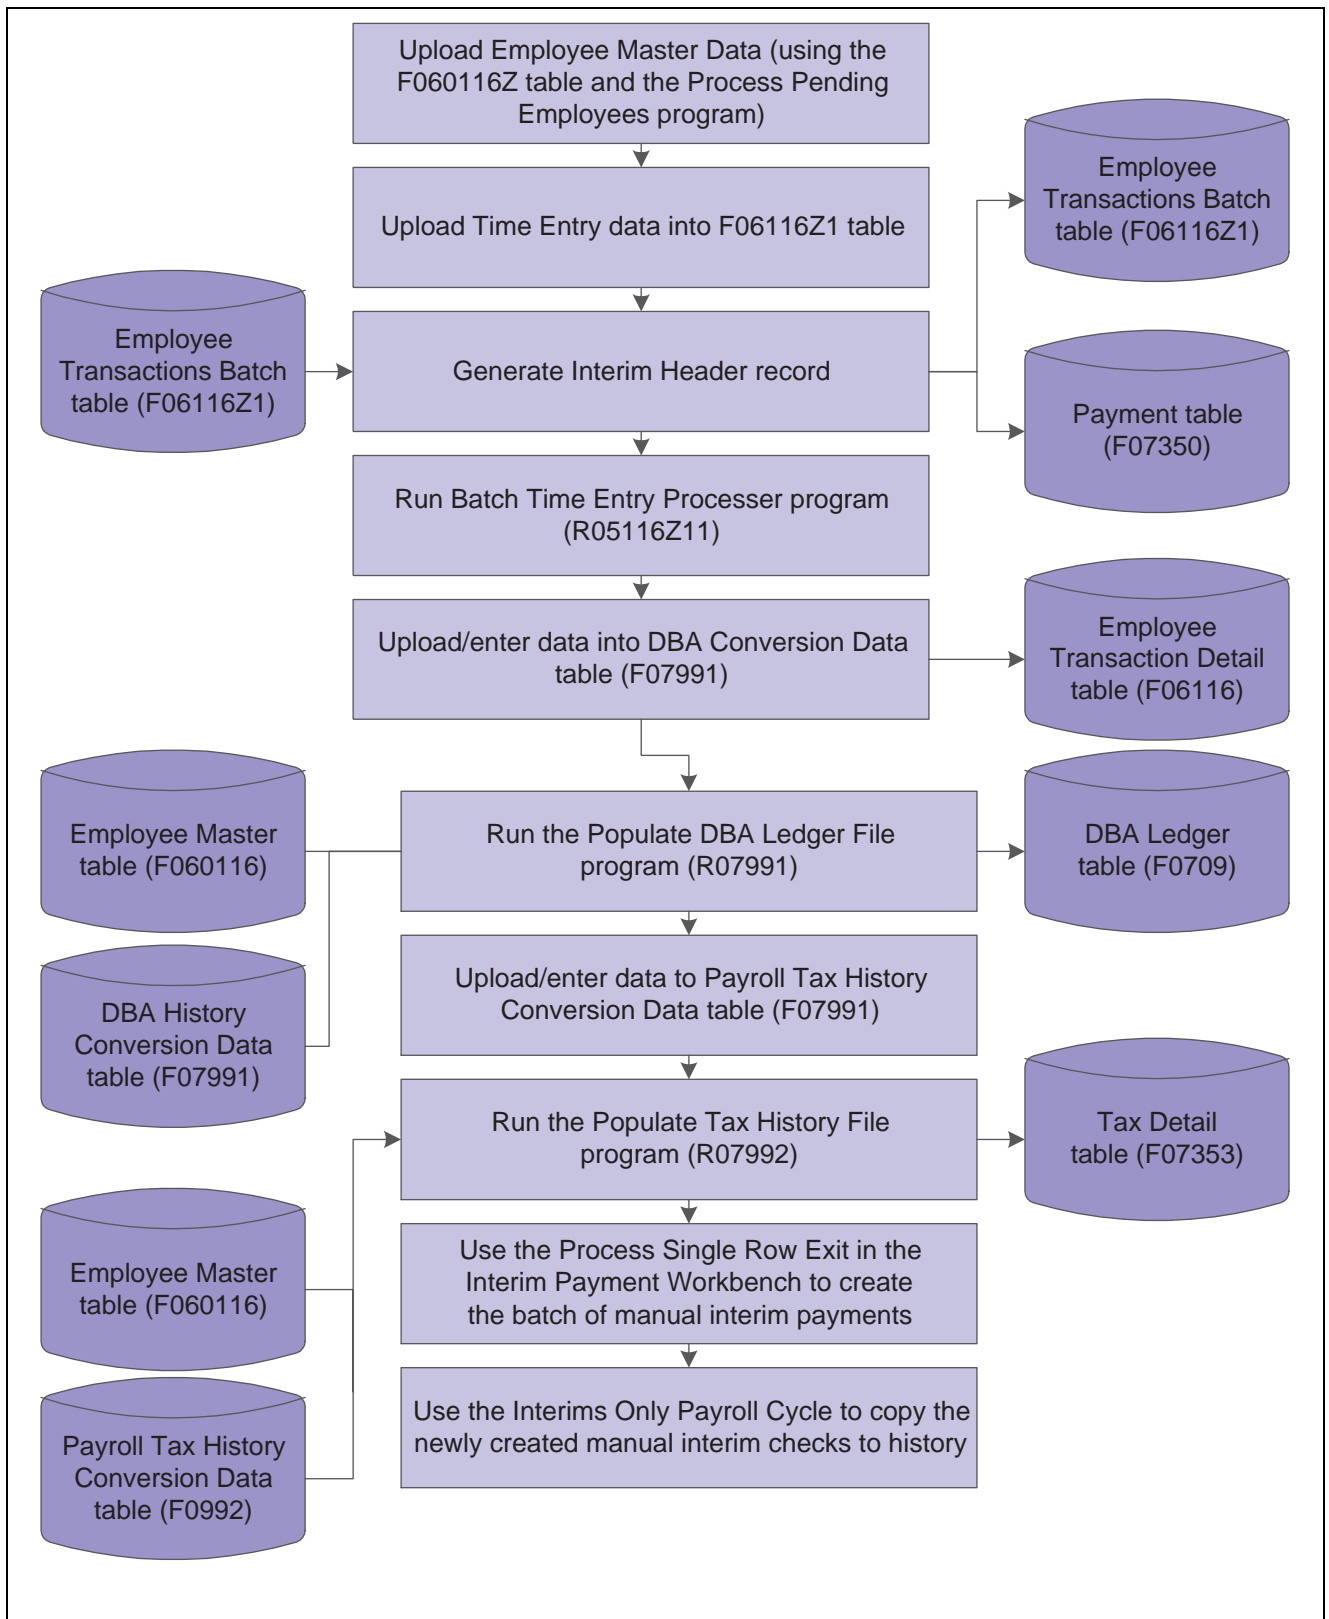 Upload Employee Master Data (using the
F060116Z table and the Process Pending
Employees program)
Employee
Transactions Batch
table (F06116Z1)
Upload Time Entry data into F06116Z1 table
Employee
Transactions Batch
table (F06116Z1)
Generate Interim Header record
Payment table
(F07350)
Run Batch Time Entry Processer program
(R05116Z11)
Upload/enter data into DBA Conversion Data
table (F07991)
Employee
Transaction Detail
table (F06116)
Employee Master
table (F060116)
Run the Populate DBA Ledger File
program (R07991)
DBA Ledger
table (F0709)
DBA History
Conversion Data
table (F07991)
Upload/enter data to Payroll Tax History
Conversion Data table (F07991)
Run the Populate Tax History File
program (R07992)
Tax Detail
table (F07353)
Employee Master
table (F060116)
Use the Process Single Row Exit in the
Interim Payment Workbench to create
the batch of manual interim payments
Payroll Tax History
Conversion Data
table (F0992)
Use the Interims Only Payroll Cycle to copy the
newly created manual interim checks to history